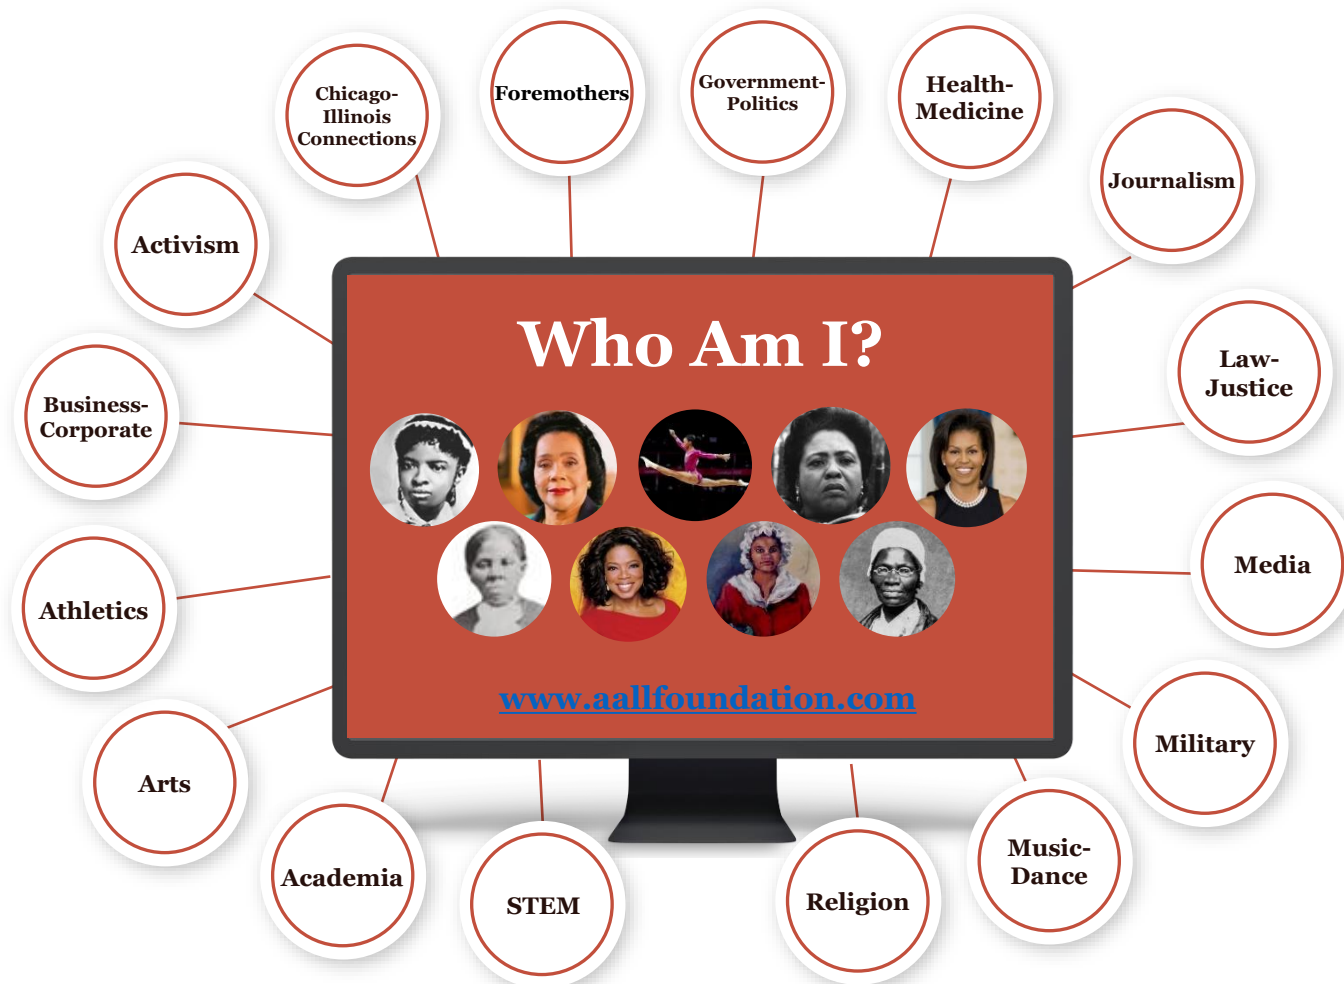 Chicago-
Illinois
Connections
Foremothers
Government-
Politics
Health-
Medicine
Journalism
Activism
Law-
Justice
Business-
Corporate
Who Am I?
Media
Athletics
www.aallfoundation.com
Military
Arts
Academia
STEM
Religion
Music-
Dance